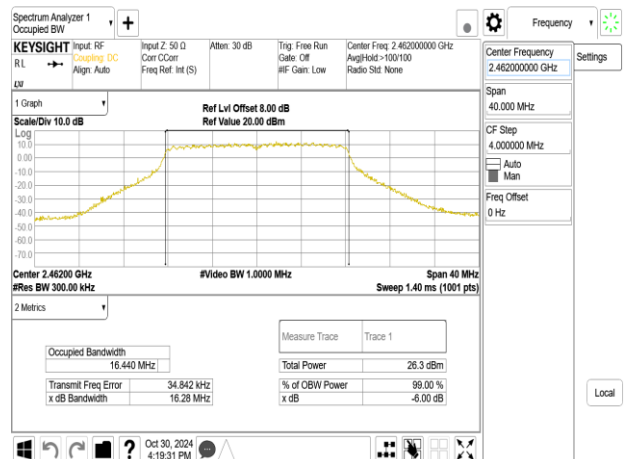 Spectrum Analyzer 1
Occupied BW
Frequency
KEYSIGHT
RL
LXI
Input: RF
Coupling: DC
Align: Auto
Input Z: 50 Ω
Corr CCorr
Freq Ref: Int (S)
Atten: 30 dB
Trig: Free Run
Gate: Off
#IF Gain: Low
Center Freq: 2.462000000 GHz
Avg|Hold:>100/100
Radio Std: None
Center Frequency
2.462000000 GHz
Settings
Span
40.000 MHz
CF Step
4.000000 MHz
Auto
Man
Freq Offset
0 Hz
1 Graph
Ref Lvl Offset 8.00 dB
Scale/Div 10.0 dB
Ref Value 20.00 dBm
Log
10.0
0.00
-10.0
-20.0
-30.0
-40.0
-50.0
-60.0
-70.0
Center 2.46200 GHz
#Video BW 1.0000 MHz
Span 40 MHz
#Res BW 300.00 kHz
Sweep 1.40 ms (1001 pts)
2 Metrics
Measure Trace
Trace 1
Occupied Bandwidth
16.440 MHz
Total Power
26.3 dBm
Transmit Freq Error
34.842 kHz
% of OBW Power
99.00 %
x dB Bandwidth
16.28 MHz
x dB
-6.00 dB
Local
?
Oct 30, 2024
4:19:31 PM